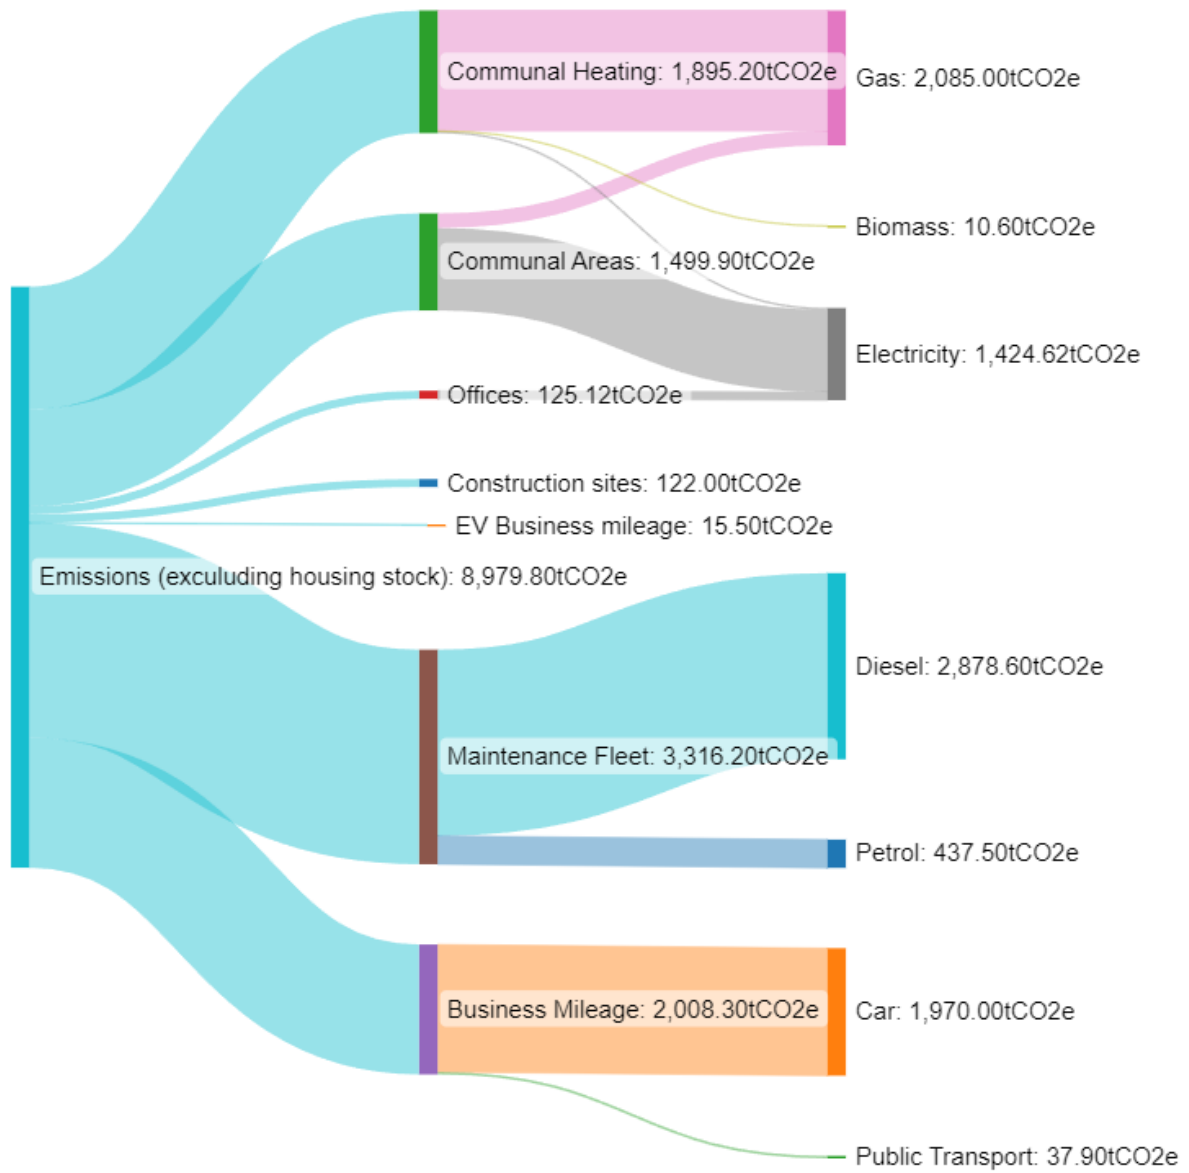 Communal Heating: 1,895.20tCO2e
Gas: 2,085.00tCO2e
Biomass: 10.60tCO2e
Communal Areas: 1,499.90tCO2e
Electricity: 1,424.62tCO2e
Offices: 125.12tCO2e
Construction sites: 122.00tCO2e
EV Business mileage: 15.50tCO2e
Emissions (exculuding housing stock): 8,979.80tCO2e
Diesel: 2,878.60tCO2e
Maintenance Fleet: 3,316.20tCO2e
Petrol: 437.50tCO2e
Business Mileage: 2,008.30tCO2e
Car: 1,970.00tCO2e
Public Transport: 37.90tCO2e